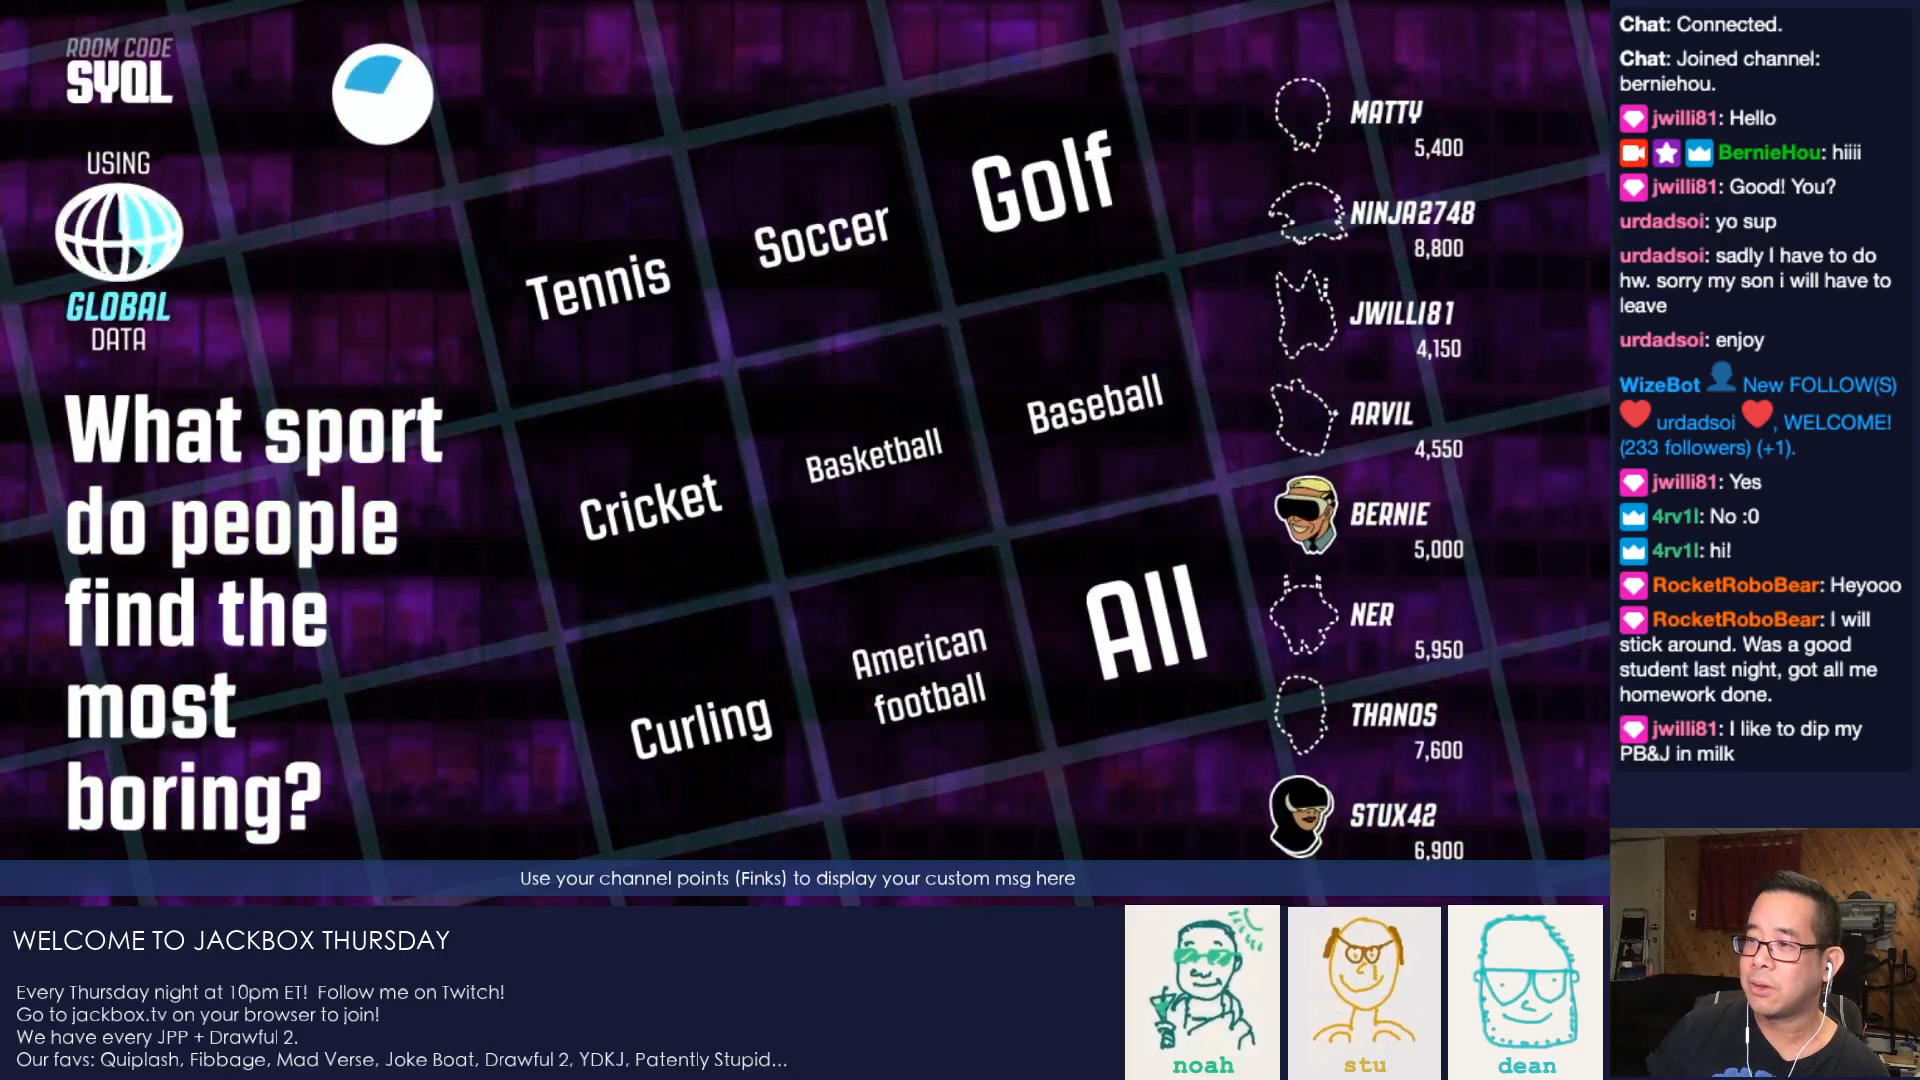 ROOM CODE
SYQL
USING
GLOBAL
DATA
What sport
do people
find the
most
boring?
Tennis
Soccer
Golf
Cricket
Basketball
Baseball
Curling
American
football
All
MATTY
5,400
NINJA2748
8,800
JWILLI81
4,150
ARVIL
4,550
BERNIE
5,000
NER
5,950
THANOS
7,600
STUX42
6,900
Use your channel points (Finks) to display your custom msg here
WELCOME TO JACKBOX THURSDAY
Every Thursday night at 10pm ET! Follow me on Twitch!
Go to jackbox.tv on your browser to join!
We have every JPP + Drawful 2.
Our favs: Quiplash, Fibbage, Mad Verse, Joke Boat, Drawful 2, YDKJ, Patently Stupid...
noah
stu
dean
Chat: Connected.
Chat: Joined channel:
berniehou.
jwilli81: Hello
BernieHou: hiiii
jwilli81: Good! You?
urdadsoi: yo sup
urdadsoi: sadly I have to do
hw. sorry my son i will have to
leave
urdadsoi: enjoy
WizeBot New FOLLOW(S)
urdadsoi , WELCOME!
(233 followers) (+1).
jwilli81: Yes
4rv1l: No :0
4rv1l: hi!
RocketRoboBear: Heyooo
RocketRoboBear: I will
stick around. Was a good
student last night, got all me
homework done.
jwilli81: I like to dip my
PB&J in milk